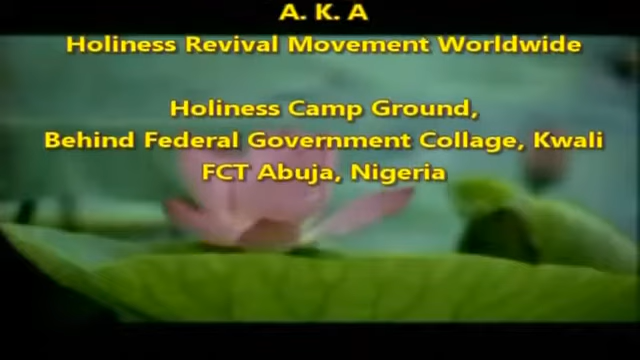 A. K. A
Holiness Revival Movement Worldwide
Holiness Camp Ground,
Behind Federal Government Collage, Kwali
FCT Abuja, Nigeria